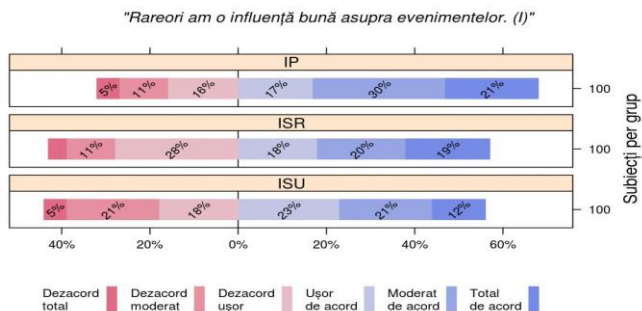 "Rareori am o influență bună asupra evenimentelor. (I)"
IP
5% 11% 16% 17% 30% 21%
100
ISR
11% 28% 18% 20% 19%
100
ISU
5% 21% 18% 23% 21% 12%
100
Subiecți per grup
40% 20% 0% 20% 40% 60%
Dezacord total
Dezacord moderat
Dezacord ușor
Ușor de acord
Moderat de acord
Total de acord